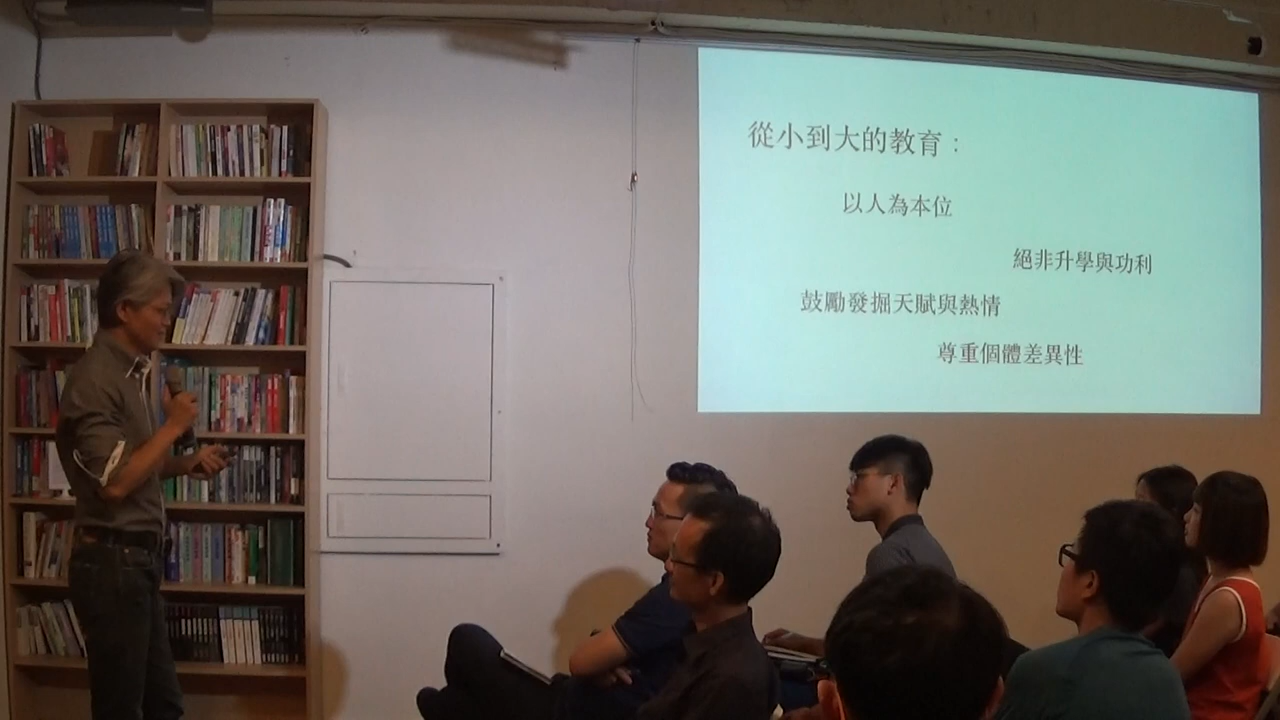 從小到大的教育：
以人為本位
絕非升學與功利
鼓勵發掘天賦與熱情
尊重個體差異性